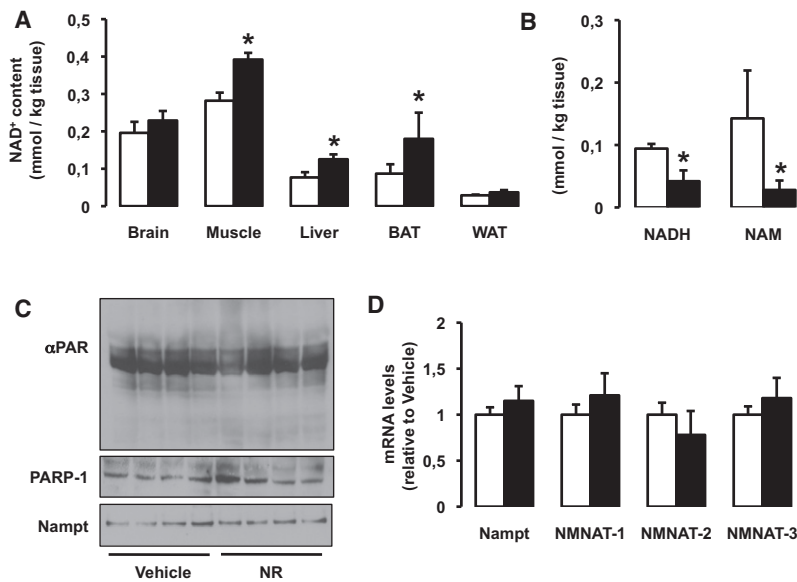 A
NAD⁺ content
(mmol / kg tissue)
0,5
0,4
0,3
0,2
0,1
0
*
*
*
Brain Muscle Liver BAT WAT
B
(mmol / kg tissue)
0,3
0,2
0,1
0
*
*
NADH NAM
C
αPAR
PARP-1
Nampt
Vehicle NR
D
mRNA levels
(relative to Vehicle)
2
1,5
1
0,5
0
Nampt NMNAT-1 NMNAT-2 NMNAT-3